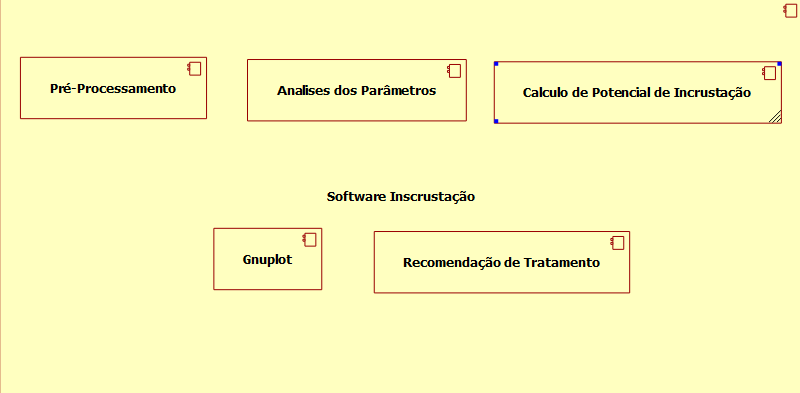 Pré-Processamento
Analises dos Parâmetros
Calculo de Potencial de Incrustação
Software Inscrustação
Gnuplot
Recomendação de Tratamento